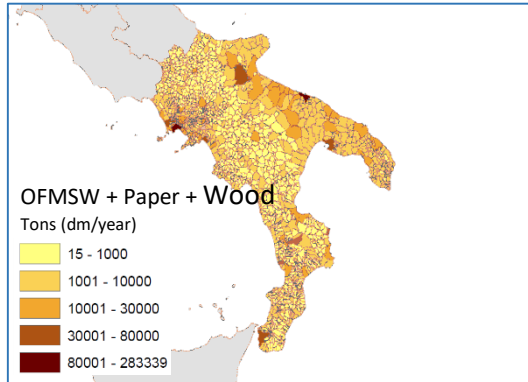 OFMSW + Paper + Wood
Tons (dm/year)
15 - 1000
1001 - 10000
10001 - 30000
30001 - 80000
80001 - 283339